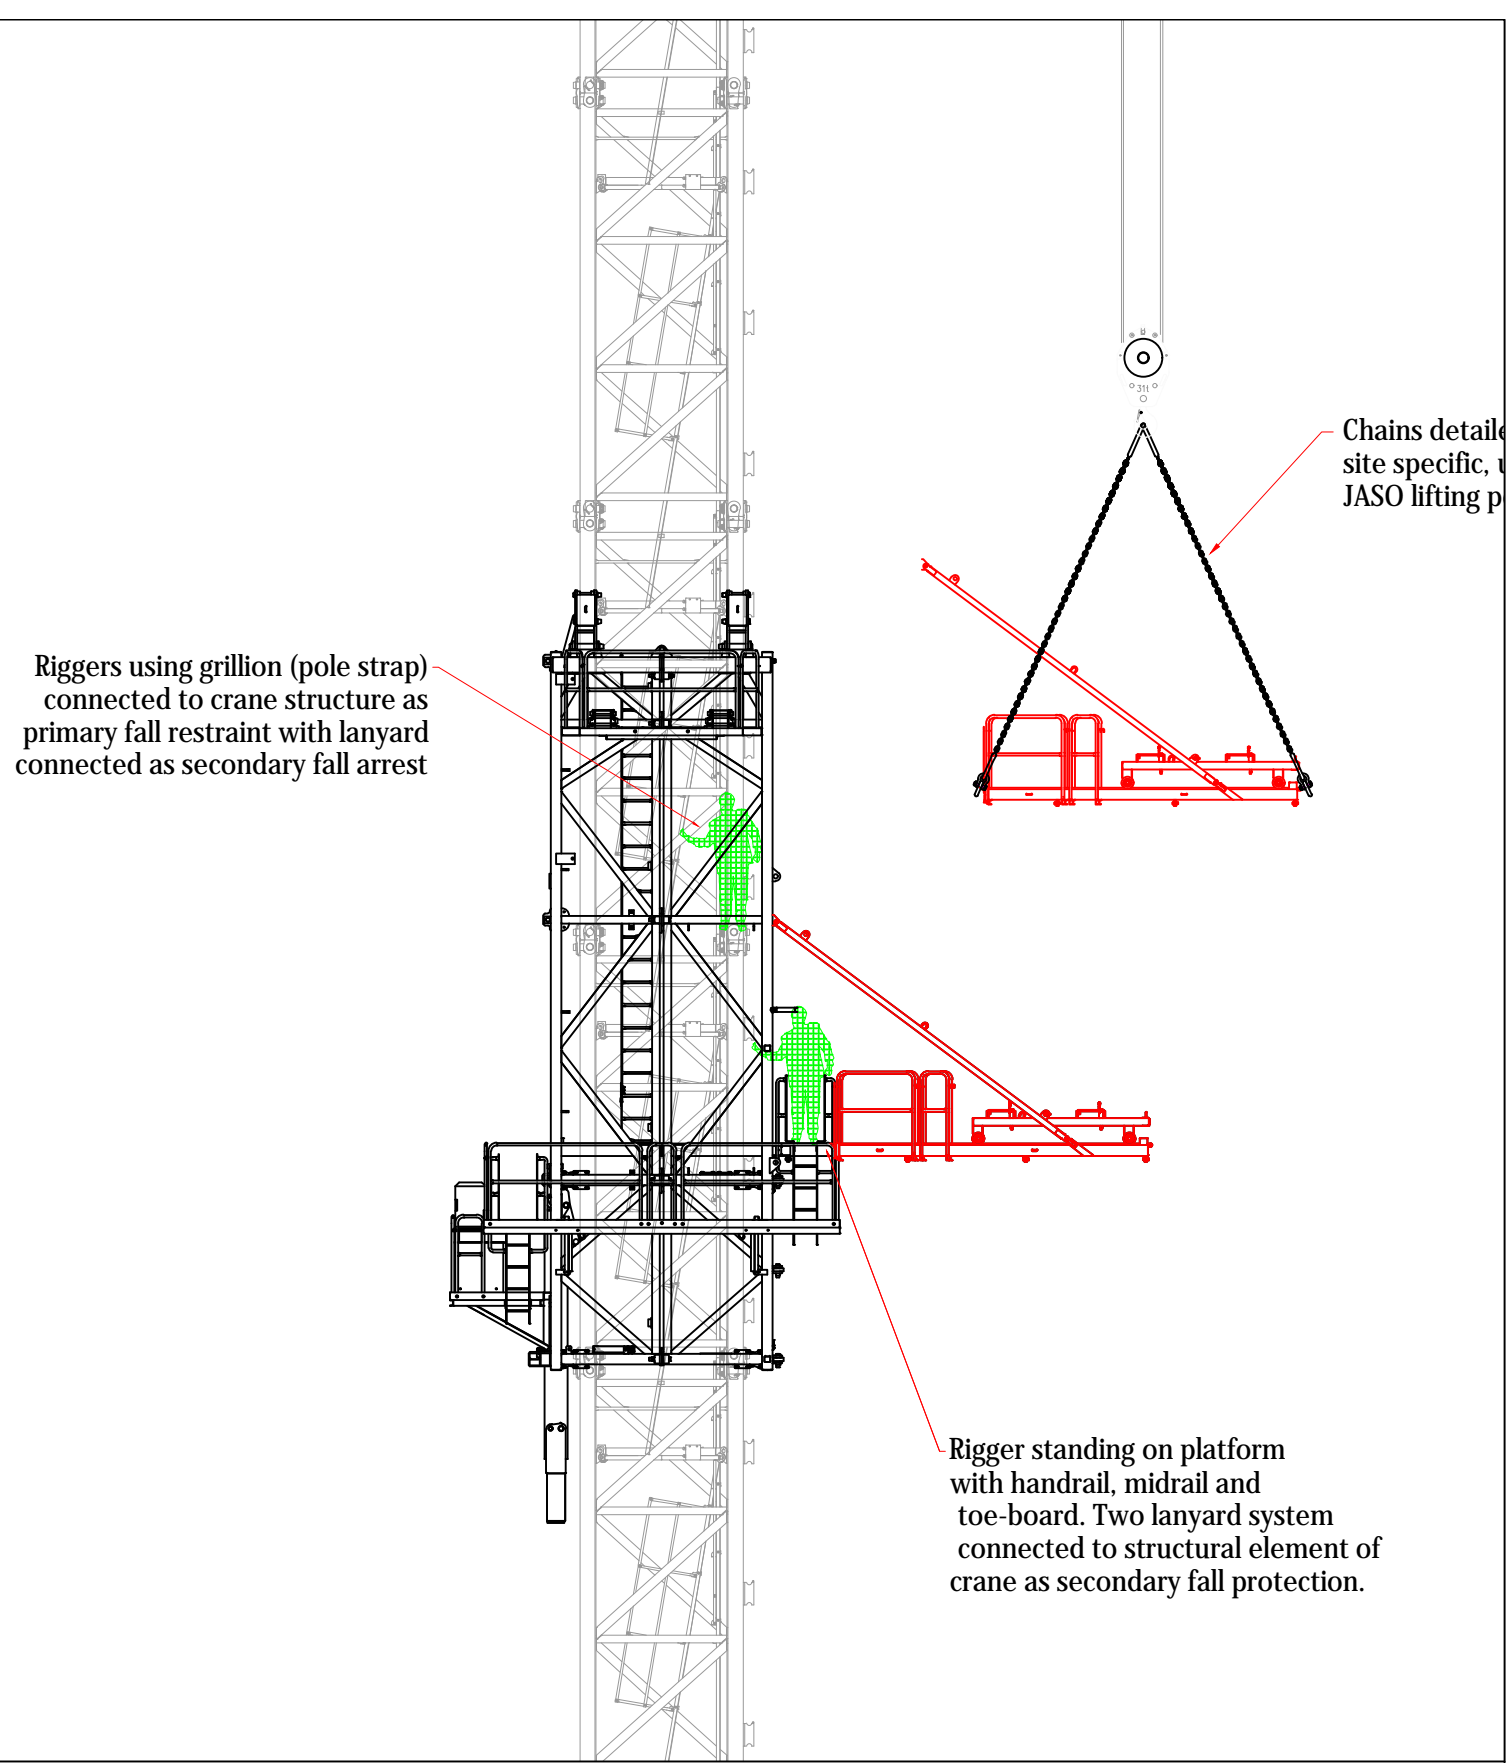 31t
Chains
site specific,
JASO lifting
Riggers using grillion (pole strap)
connected to crane structure as
primary fall restraint with lanyard
connected as secondary fall arrest
Rigger standing on platform
with handrail, midrail and
toe-board. Two lanyard system
connected to structural element of
crane as secondary fall protection.